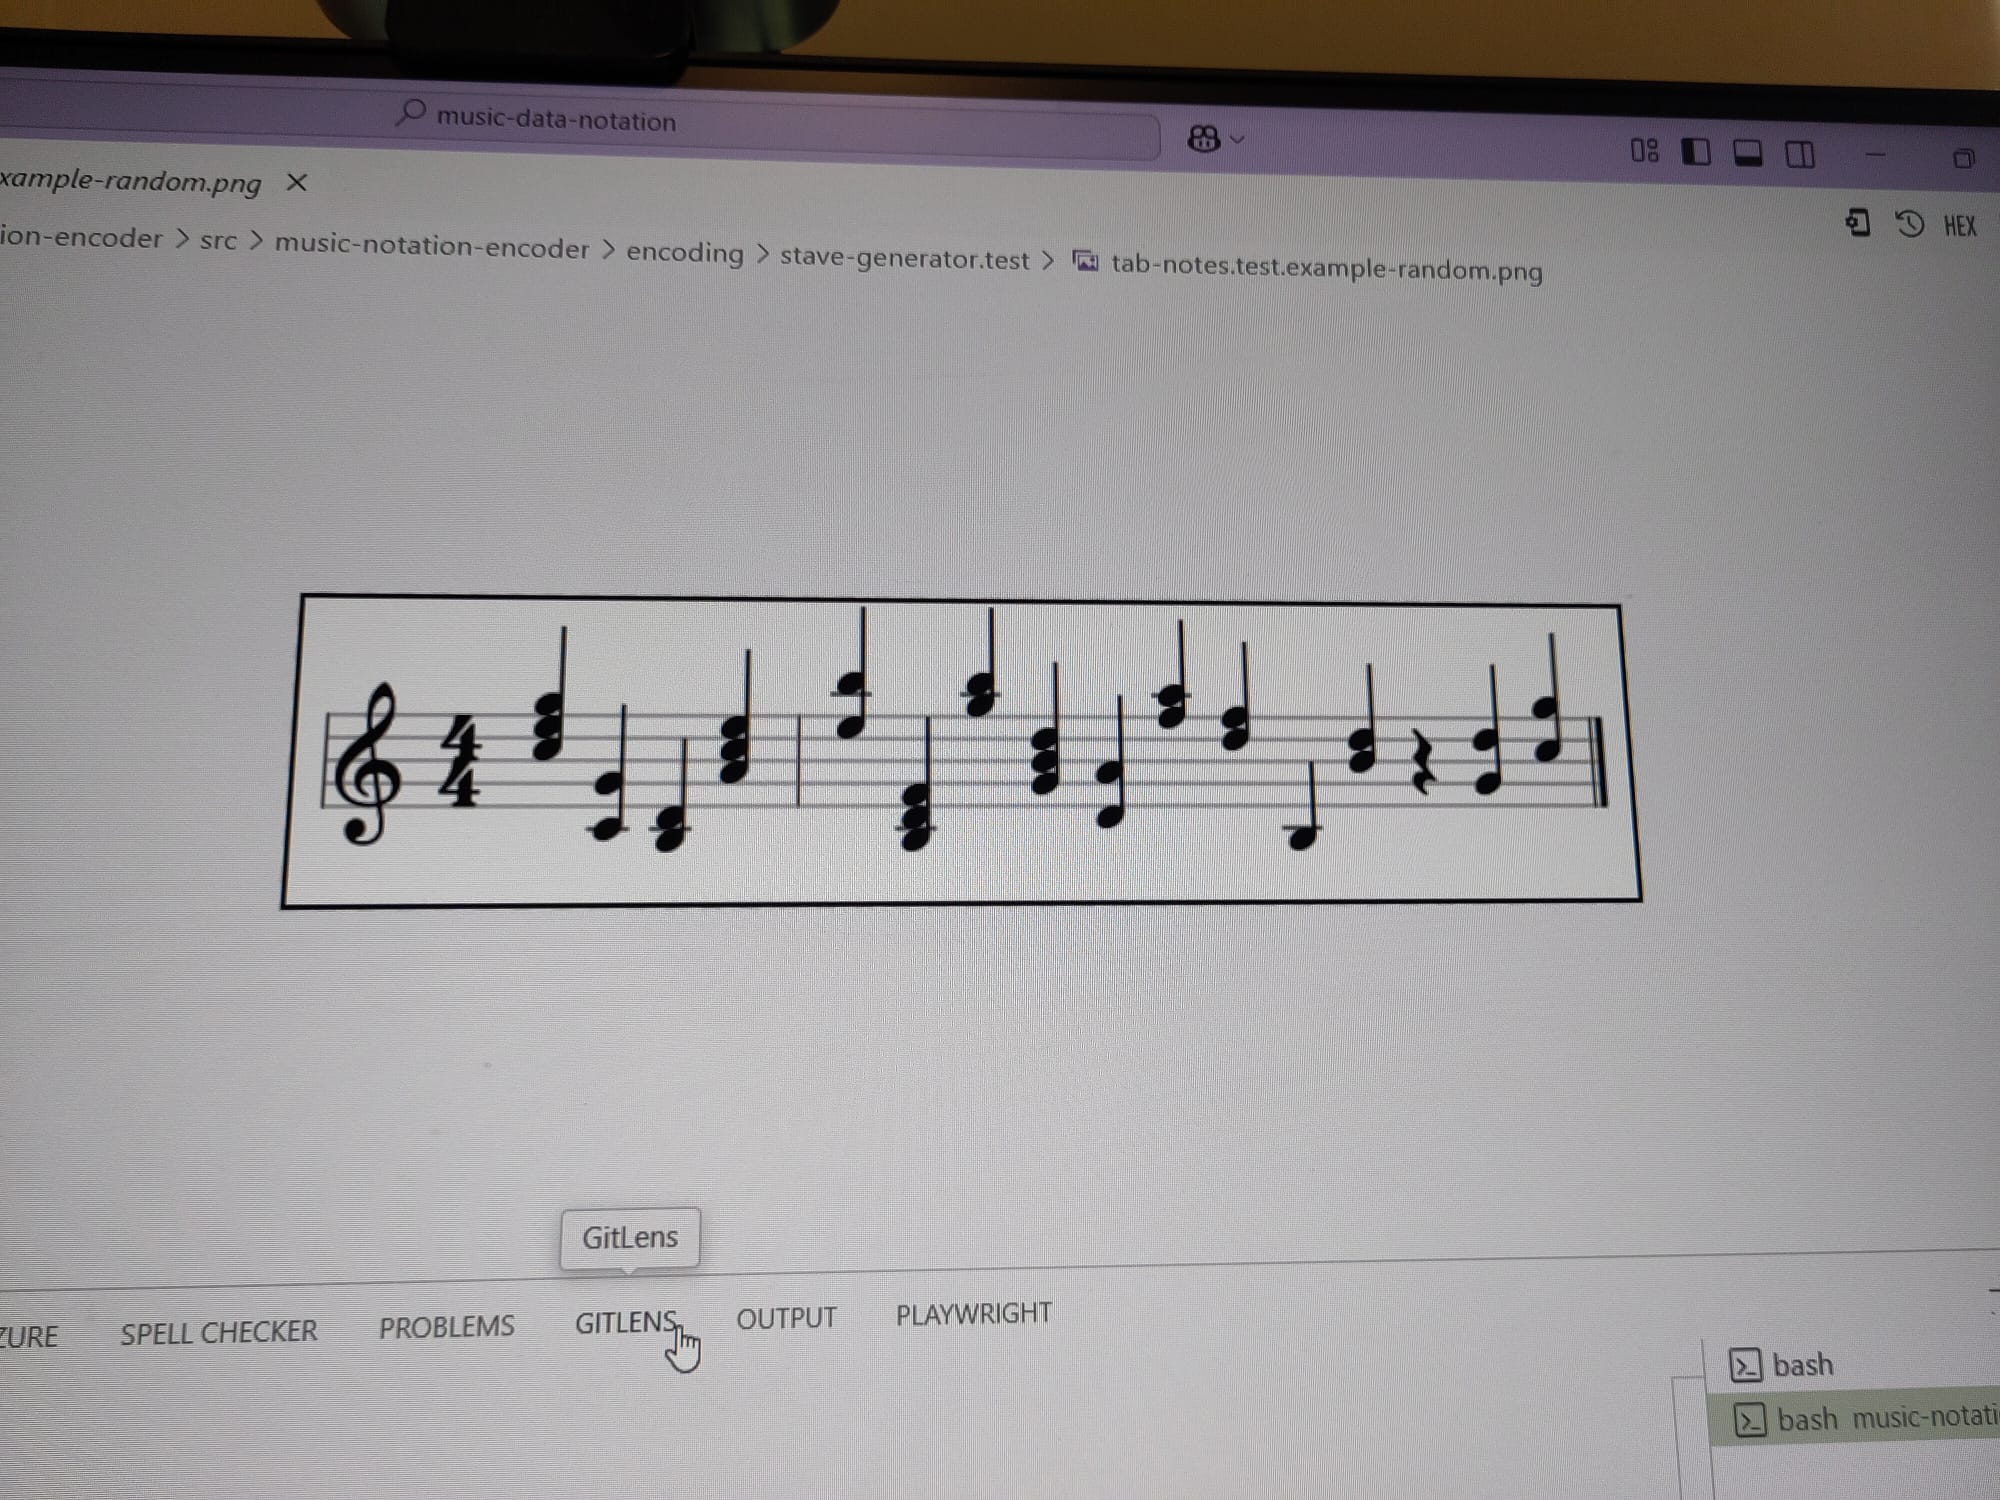 music-data-notation
xample-random.png
ion-encoder > src > music-notation-encoder > encoding > stave-generator.test > tab-notes.test.example-random.png
HEX
4
4
GitLens
ZURE SPELL CHECKER PROBLEMS GITLENS OUTPUT PLAYWRIGHT
bash
bash music-notati